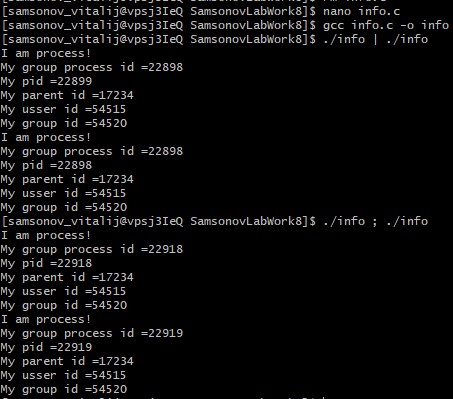 [samsonov_vitalij@vpsj3IeQ SamsonovLabWork8]$ nano info.c
[samsonov_vitalij@vpsj3IeQ SamsonovLabWork8]$ gcc info.c -o info
[samsonov_vitalij@vpsj3IeQ SamsonovLabWork8]$ ./info | ./info
I am process!
My group process id =22898
My pid =22899
My parent id =17234
My usser id =54515
My group id =54520
I am process!
My group process id =22898
My pid =22898
My parent id =17234
My usser id =54515
My group id =54520
[samsonov_vitalij@vpsj3IeQ SamsonovLabWork8]$ ./info ; ./info
I am process!
My group process id =22918
My pid =22918
My parent id =17234
My usser id =54515
My group id =54520
I am process!
My group process id =22919
My pid =22919
My parent id =17234
My usser id =54515
My group id =54520